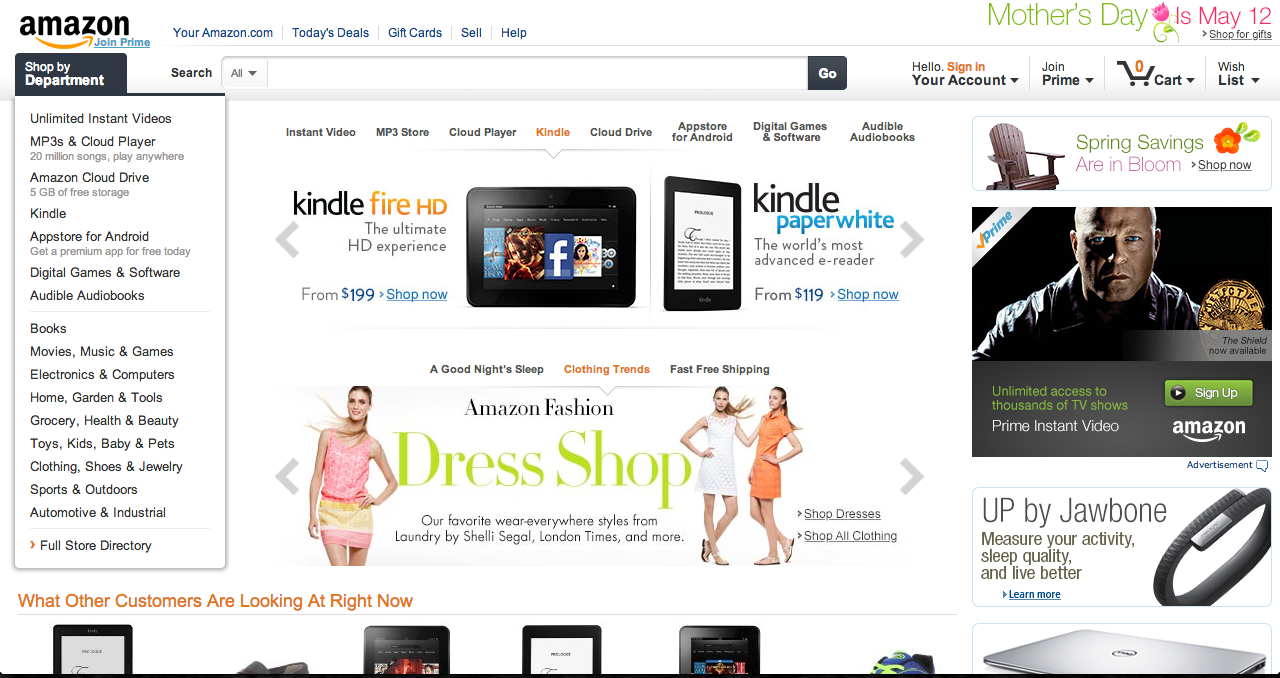 amazon
Join Prime
Your Amazon.com
Today's Deals
Gift Cards
Sell
Help
Mother's Day Is May 12
Shop for gifts
Shop by
Department
Search
All
Go
Hello. Sign in
Your Account
Join
Prime
0
Cart
Wish
List
Unlimited Instant Videos
MP3s & Cloud Player
20 million songs, play anywhere
Amazon Cloud Drive
5 GB of free storage
Kindle
Appstore for Android
Get a premium app for free today
Digital Games & Software
Audible Audiobooks
Books
Movies, Music & Games
Electronics & Computers
Home, Garden & Tools
Grocery, Health & Beauty
Toys, Kids, Baby & Pets
Clothing, Shoes & Jewelry
Sports & Outdoors
Automotive & Industrial
Full Store Directory
Instant Video
MP3 Store
Cloud Player
Kindle
Cloud Drive
Appstore
for Android
Digital Games
& Software
Audible
Audiobooks
kindle fire HD
The ultimate
HD experience
From $199
Shop now
PROLOGUE
kindle
kindle
paperwhite
The world's most
advanced e-reader
From $119
Shop now
A Good Night's Sleep
Clothing Trends
Fast Free Shipping
Amazon Fashion
Dress Shop
Our favorite wear-everywhere styles from
Laundry by Shelli Segal, London Times, and more.
Shop Dresses
Shop All Clothing
Spring Savings
Are in Bloom
Shop now
Prime
DETECTIVE
The Shield
now available
Unlimited access to
thousands of TV shows
Prime Instant Video
Sign Up
amazon
Advertisement
UP by Jawbone
Measure your activity,
sleep quality,
and live better
Learn more
What Other Customers Are Looking At Right Now
kindle
PROLOGUE
PROLOGUE
DELL